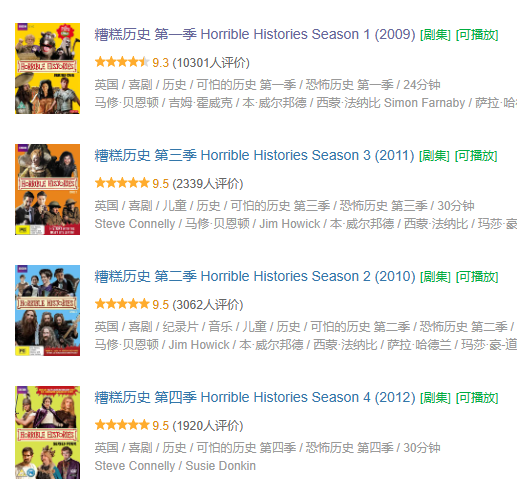 糟糕历史 第一季 Horrible Histories Season 1 (2009) [剧集] [可播放]
9.3 (10301人评价)
英国 / 喜剧 / 历史 / 可怕的历史 第一季 / 恐怖历史 第一季 / 24分钟
马修·贝恩顿 / 吉姆·霍威克 / 本·威尔邦德 / 西蒙·法纳比 Simon Farnaby / 萨拉·哈
HORRIBLE HISTORIES
糟糕历史 第三季 Horrible Histories Season 3 (2011) [剧集] [可播放]
9.5 (2339人评价)
英国 / 喜剧 / 儿童 / 历史 / 可怕的历史 第三季 / 恐怖历史 第三季 / 30分钟
Steve Connelly / 马修·贝恩顿 / Jim Howick / 本·威尔邦德 / 西蒙·法纳比 / 玛莎·豪
HORRIBLE HISTORIES
糟糕历史 第二季 Horrible Histories Season 2 (2010) [剧集] [可播放]
9.5 (3062人评价)
英国 / 喜剧 / 纪录片 / 音乐 / 儿童 / 历史 / 可怕的历史 第二季 / 恐怖历史 第二季 /
马修·贝恩顿 / Jim Howick / 本·威尔邦德 / 西蒙·法纳比 / 萨拉·哈德兰 / 玛莎·豪-道
HORRIBLE HISTORIES
糟糕历史 第四季 Horrible Histories Season 4 (2012) [剧集] [可播放]
9.5 (1920人评价)
英国 / 喜剧 / 历史 / 可怕的历史 第四季 / 恐怖历史 第四季 / 30分钟
Steve Connelly / Susie Donkin
HORRIBLE HISTORIES